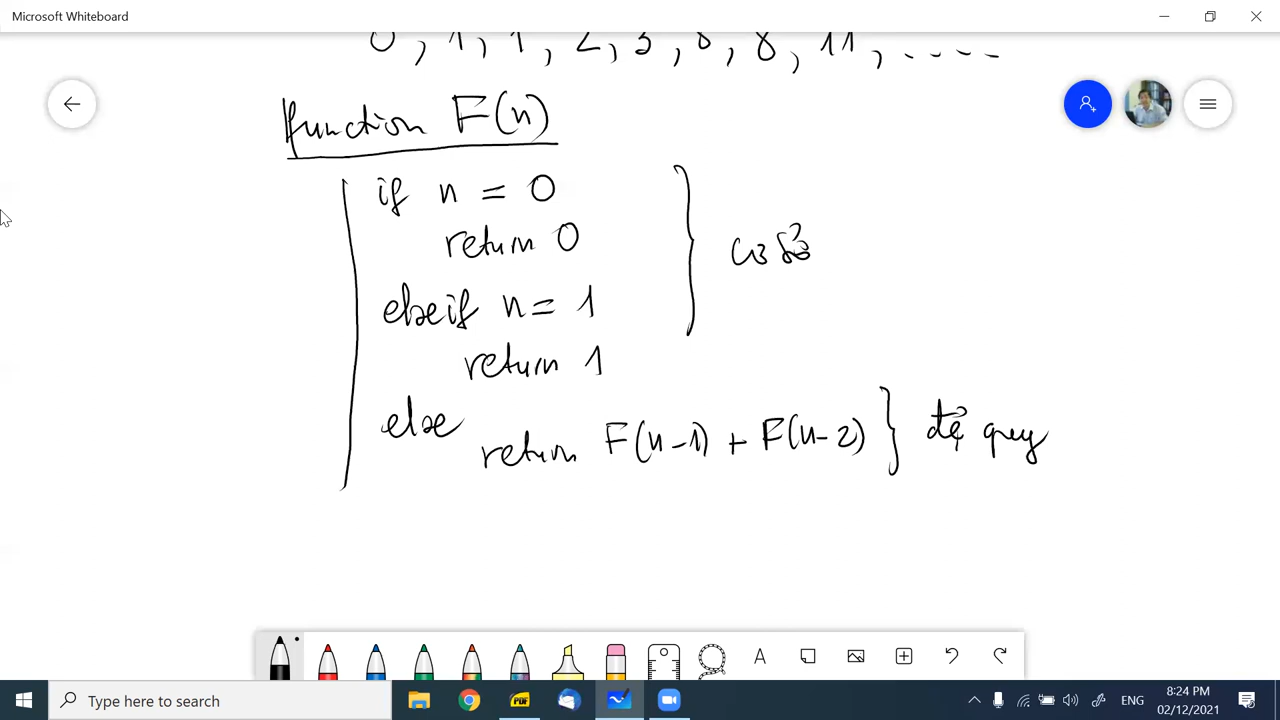 Microsoft Whiteboard
0, 1, 1, 2, 3, 8, 11, ....
function F(n)
if n = 0
return 0
cơ sở
elseif n = 1
return 1
else
return F(n-1) + F(n-2)
đệ quy
Type here to search
PDF
ENG
8:24 PM
02/12/2021